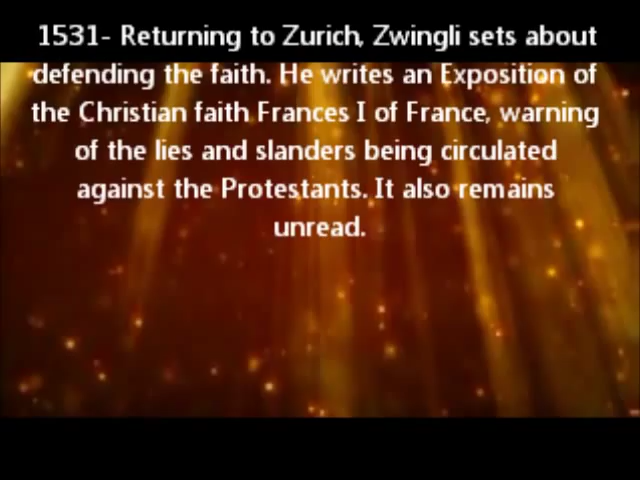 1531- Returning to Zurich, Zwingli sets about
defending the faith. He writes an Exposition of
the Christian faith Frances I of France, warning
of the lies and slanders being circulated
against the Protestants. It also remains
unread.